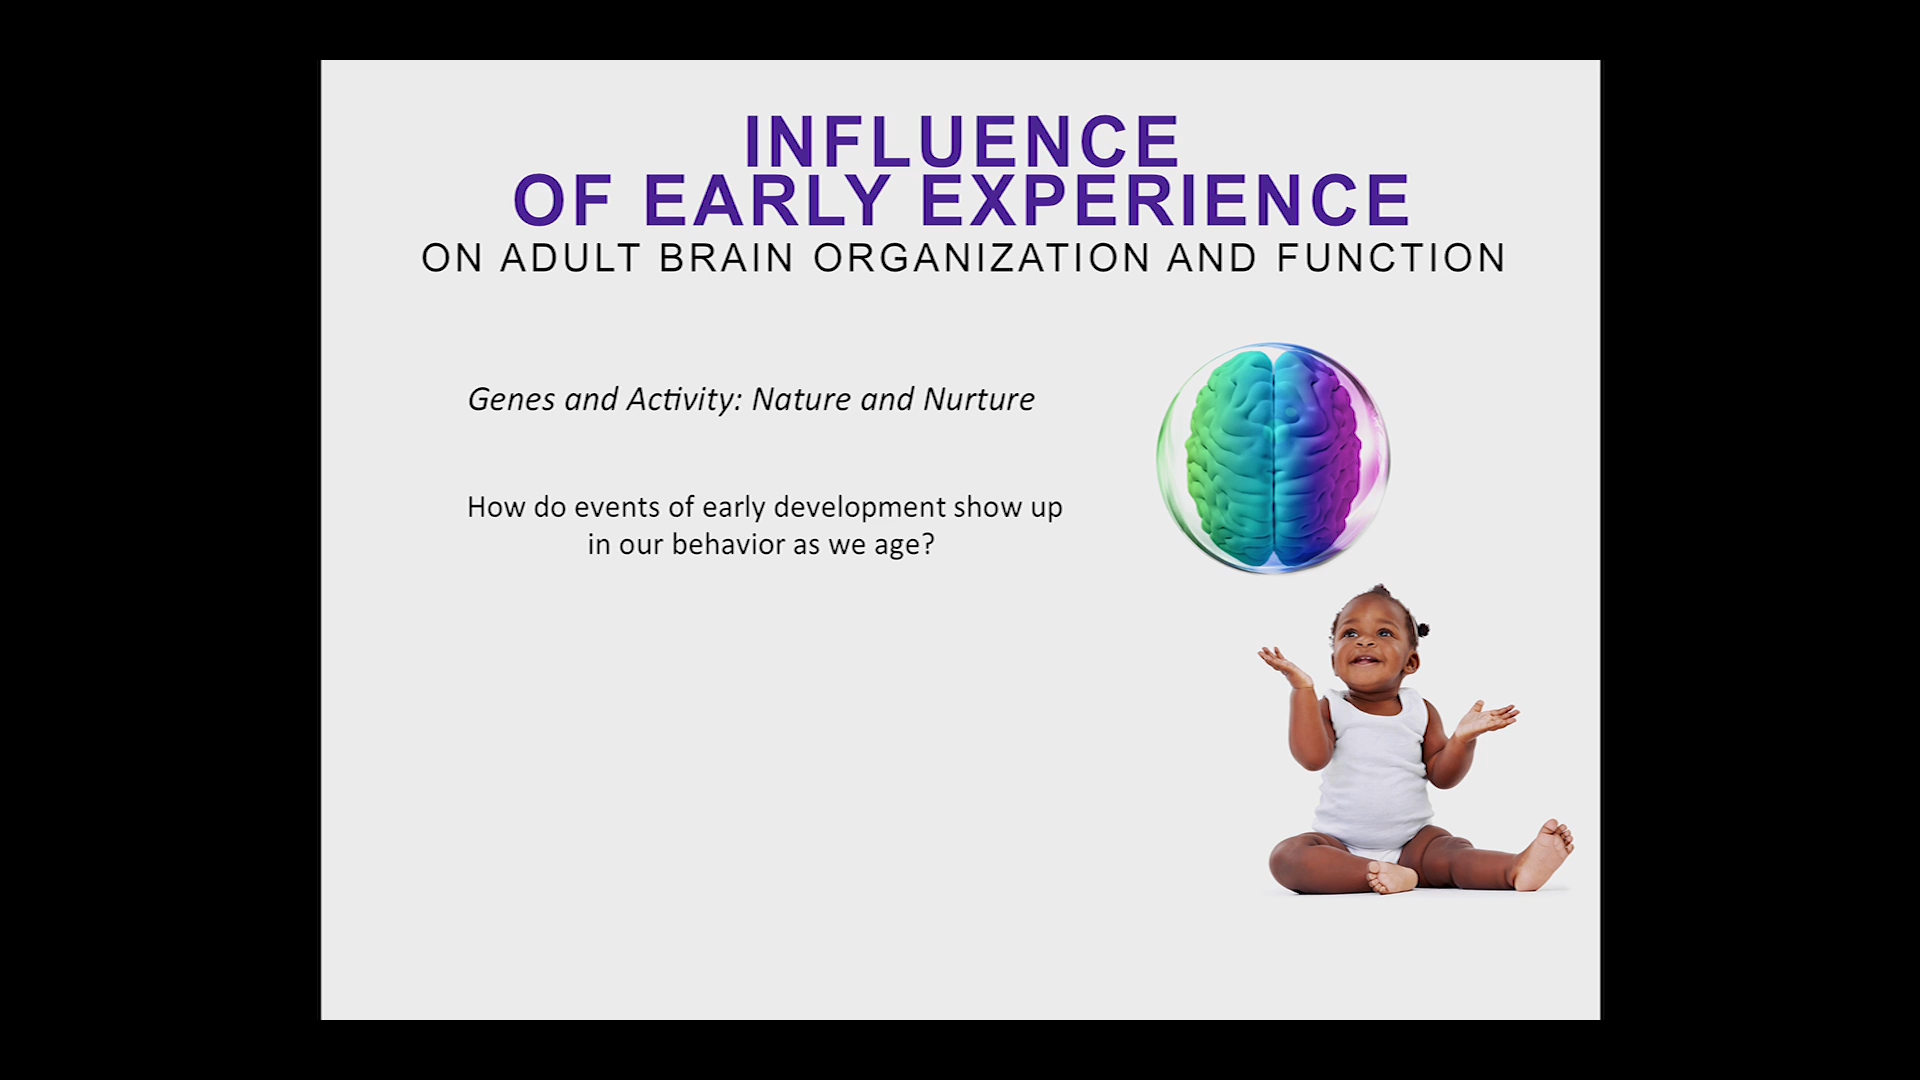 INFLUENCE
OF EARLY EXPERIENCE
ON ADULT BRAIN ORGANIZATION AND FUNCTION
Genes and Activity: Nature and Nurture
How do events of early development show up
in our behavior as we age?